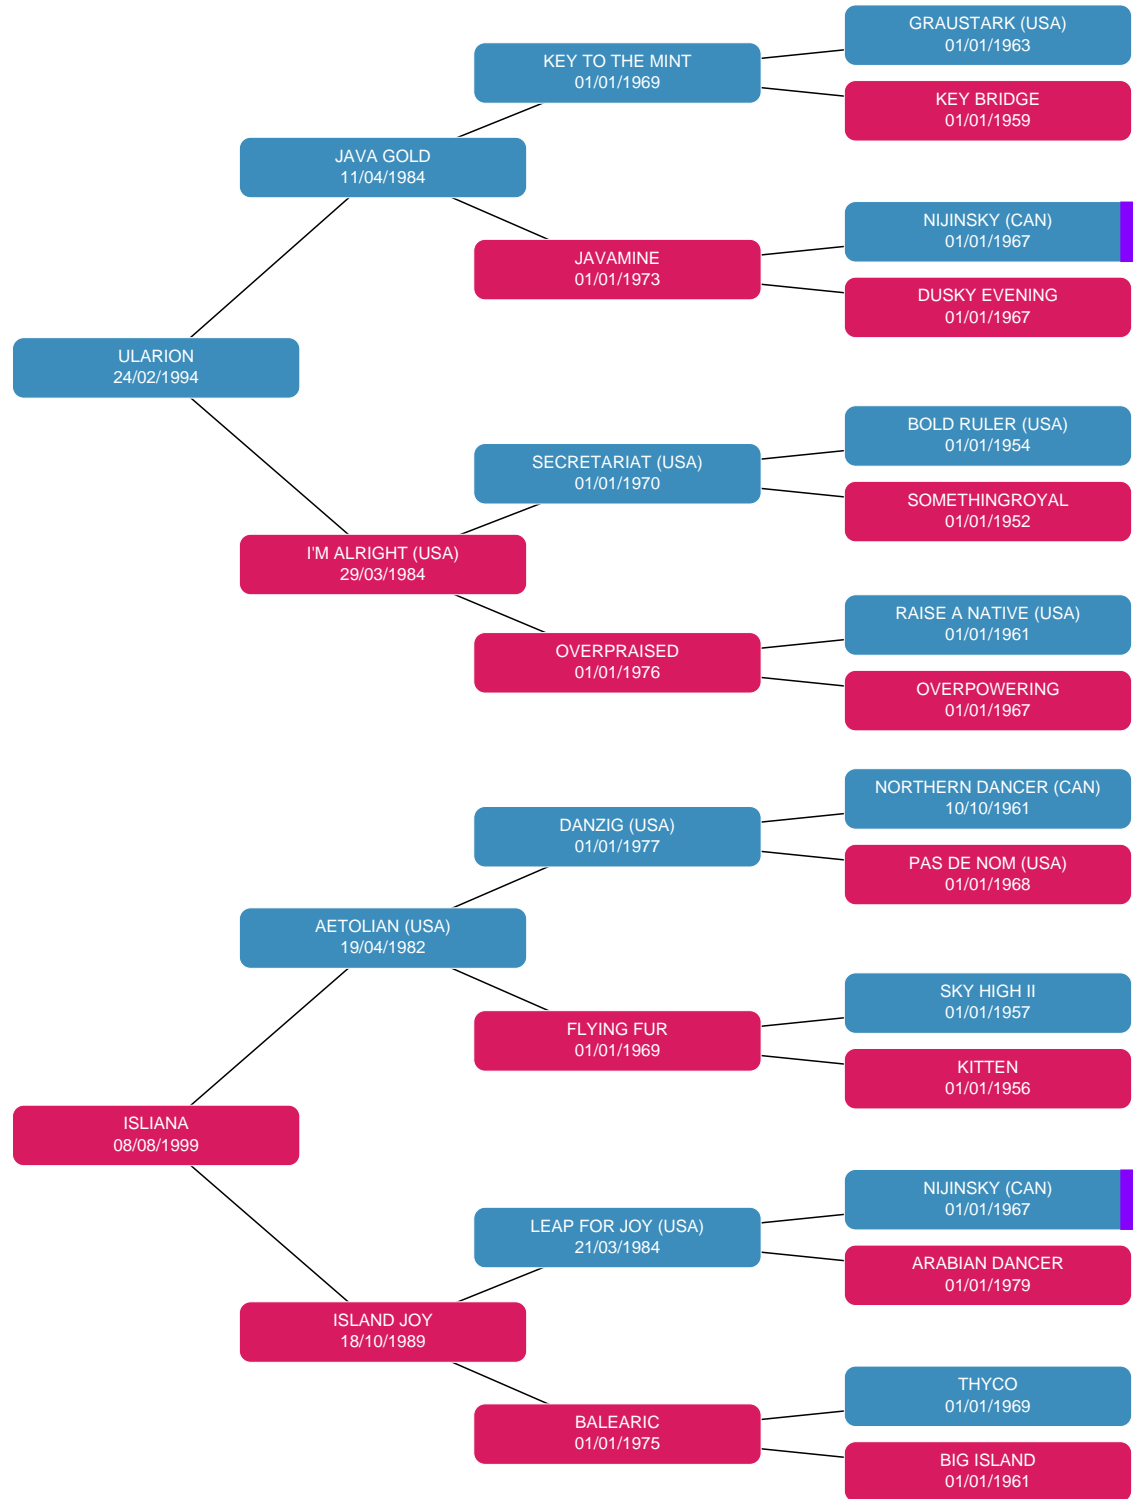 GRAUSTARK (USA)
01/01/1963
KEY TO THE MINT
01/01/1969
KEY BRIDGE
01/01/1959
JAVA GOLD
11/04/1984
NIJINSKY (CAN)
01/01/1967
JAVAMINE
01/01/1973
DUSKY EVENING
01/01/1967
ULARION
24/02/1994
BOLD RULER (USA)
01/01/1954
SECRETARIAT (USA)
01/01/1970
SOMETHINGROYAL
01/01/1952
I'M ALRIGHT (USA)
29/03/1984
RAISE A NATIVE (USA)
01/01/1961
OVERPRAISED
01/01/1976
OVERPOWERING
01/01/1967
NORTHERN DANCER (CAN)
10/10/1961
DANZIG (USA)
01/01/1977
PAS DE NOM (USA)
01/01/1968
AETOLIAN (USA)
19/04/1982
SKY HIGH II
01/01/1957
FLYING FUR
01/01/1969
KITTEN
01/01/1956
ISLIANA
08/08/1999
NIJINSKY (CAN)
01/01/1967
LEAP FOR JOY (USA)
21/03/1984
ARABIAN DANCER
01/01/1979
ISLAND JOY
18/10/1989
THYCO
01/01/1969
BALEARIC
01/01/1975
BIG ISLAND
01/01/1961